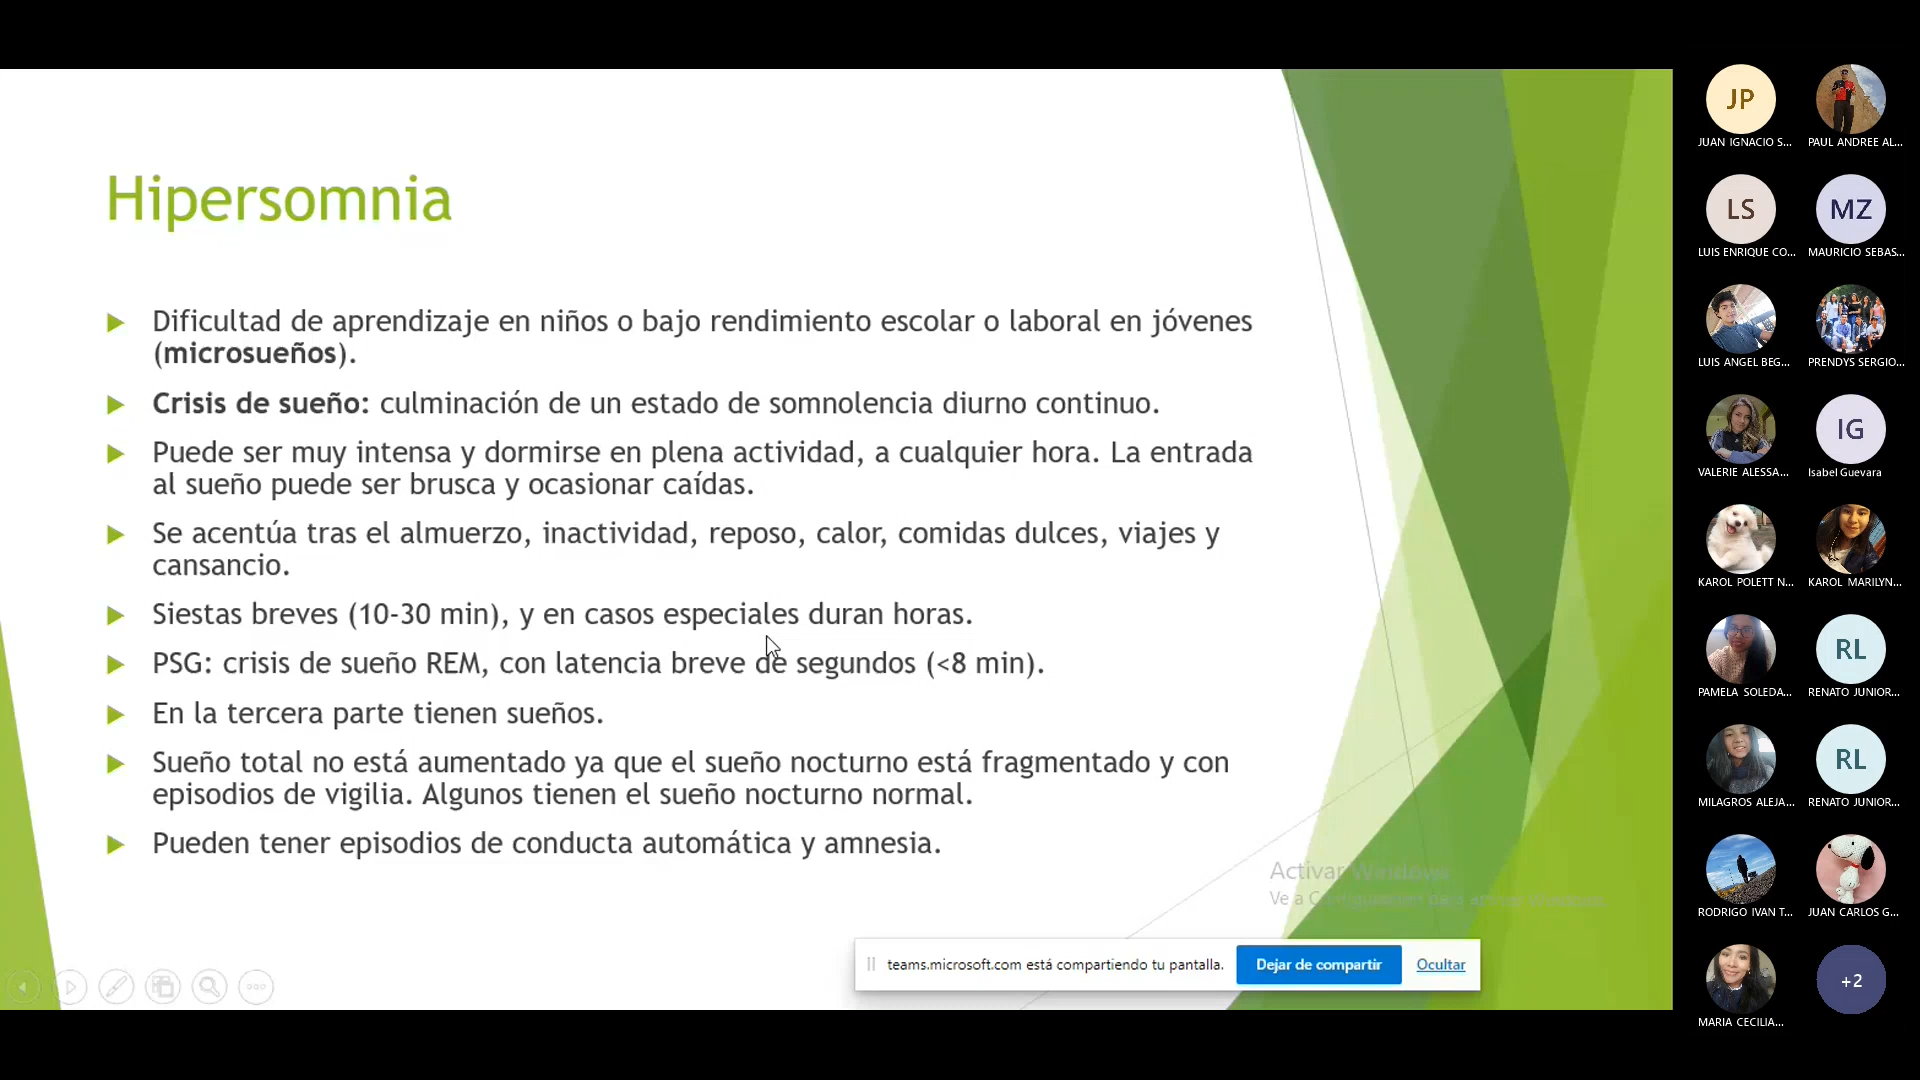 Hipersomnia
Dificultad de aprendizaje en niños o bajo rendimiento escolar o laboral en jóvenes
(microsueños).
Crisis de sueño: culminación de un estado de somnolencia diurno continuo.
Puede ser muy intensa y dormirse en plena actividad, a cualquier hora. La entrada
al sueño puede ser brusca y ocasionar caídas.
Se acentúa tras el almuerzo, inactividad, reposo, calor, comidas dulces, viajes y
cansancio.
Siestas breves (10-30 min), y en casos especiales duran horas.
PSG: crisis de sueño REM, con latencia breve de segundos (<8 min).
En la tercera parte tienen sueños.
Sueño total no está aumentado ya que el sueño nocturno está fragmentado y con
episodios de vigilia. Algunos tienen el sueño nocturno normal.
Pueden tener episodios de conducta automática y amnesia.
Activar Windows
Ve a Configuración para activar Windows.
teams.microsoft.com está compartiendo tu pantalla.
Dejar de compartir
Ocultar
JP
JUAN IGNACIO S...
PAUL ANDREE AL...
LS
MZ
LUIS ENRIQUE CO...
MAURICIO SEBAS...
LUIS ANGEL BEG...
PRENDYS SERGIO...
IG
VALERIE ALESSA...
Isabel Guevara
KAROL POLETT N...
KAROL MARILYN...
RL
PAMELA SOLEDA...
RENATO JUNIOR...
RL
MILAGROS ALEJA...
RENATO JUNIOR...
RODRIGO IVAN T...
JUAN CARLOS G...
+2
MARIA CECILIA...